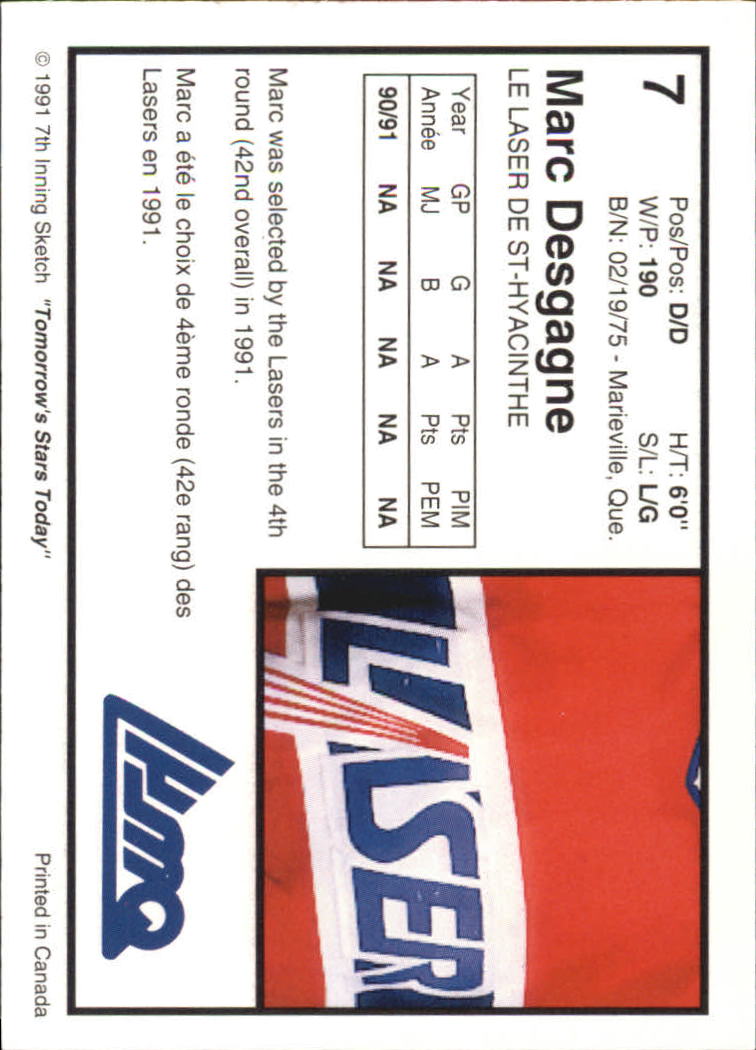 7
Pos/Pos: D/D H/T: 6'0"
W/P: 190 S/L: L/G
B/N: 02/19/75 - Marieville, Que.
Marc Desgagne
LE LASER DE ST-HYACINTHE
Year GP G A Pts PIM
Année MJ B A Pts PEM
90/91 NA NA NA NA NA
Marc was selected by the Lasers in the 4th
round (42nd overall) in 1991.
Marc a été le choix de 4ème ronde (42e rang) des
Lasers en 1991.
LASER
LHJMQ
© 1991 7th Inning Sketch "Tomorrow's Stars Today" Printed in Canada